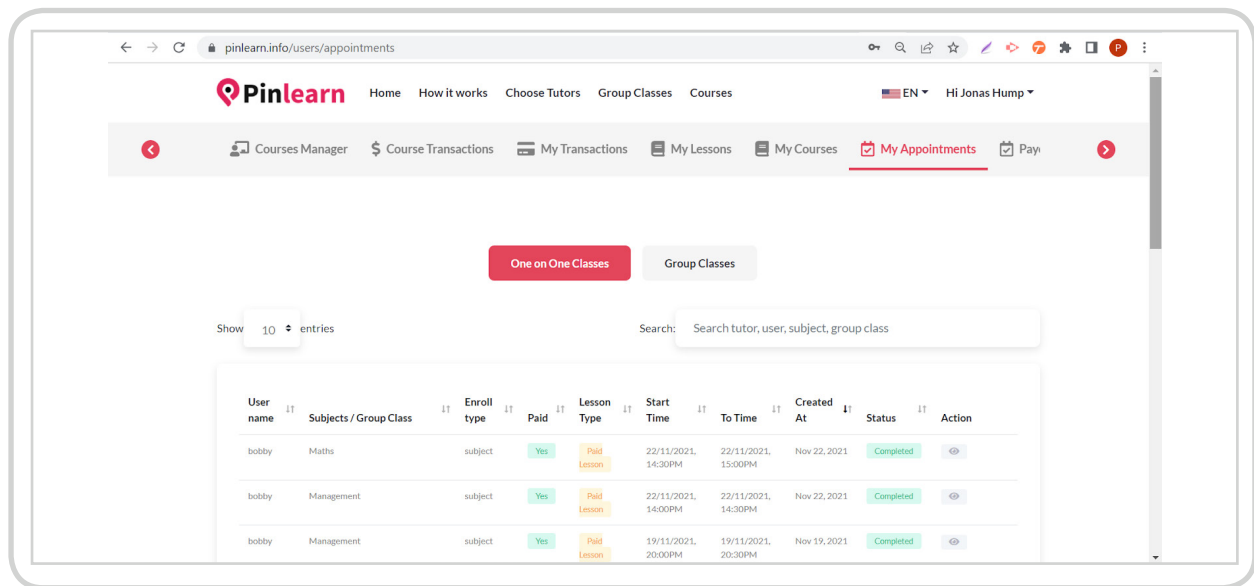 pinlearn.info/users/appointments
P
Pinlearn Home How it works Choose Tutors Group Classes Courses EN Hi Jonas Hump
Courses Manager $ Course Transactions My Transactions My Lessons My Courses My Appointments
One on One Classes Group Classes
Show 10 entries Search: Search tutor, user, subject, group class
User Enroll Lesson Start Created
name Subjects / Group Class type Paid Type Time To Time At Status Action
bobby Maths subject Yes Paid 22/11/2021, 22/11/2021, Nov 22, 2021 Completed
Lesson 14:30PM 15:00PM
bobby Management subject Yes Paid 22/11/2021, 22/11/2021, Nov 22, 2021 Completed
Lesson 14:00PM 14:30PM
bobby Management subject Yes Paid 19/11/2021, 19/11/2021, Nov 19, 2021 Completed
Lesson 20:00PM 20:30PM